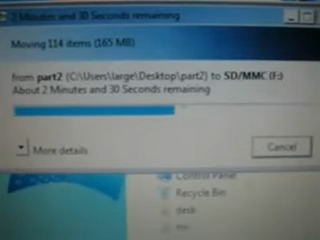 2 Minutes and 30 Seconds remaining
Moving 114 items (165 MB)
from part2 (C:\Users\large\Desktop\part2) to SD/MMC (F:)
About 2 Minutes and 30 Seconds remaining
More details
Cancel
Control Panel
Recycle Bin
desk